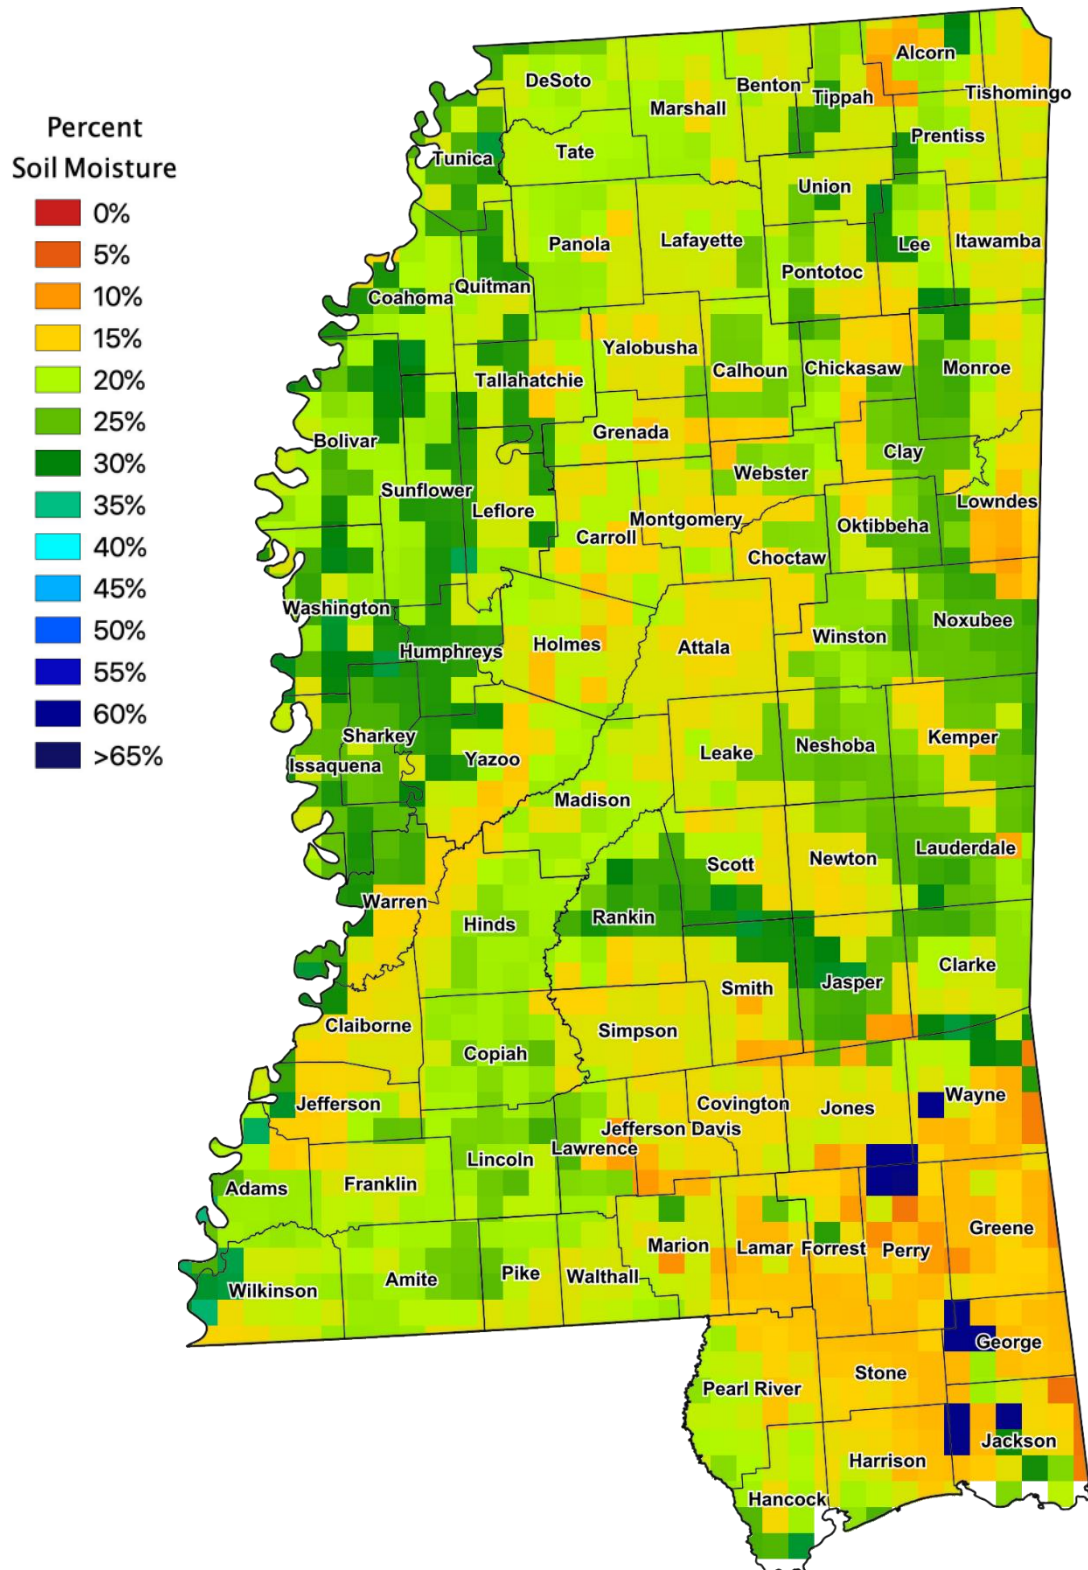 Percent
Soil Moisture
0%
5%
10%
15%
20%
25%
30%
35%
40%
45%
50%
55%
60%
>65%
Alcorn
DeSoto
Benton
Tippah
Tishomingo
Marshall
Prentiss
Tunica
Tate
Union
Panola
Lafayette
Lee
Itawamba
Pontotoc
Coahoma
Quitman
Yalobusha
Calhoun
Chickasaw
Monroe
Tallahatchie
Bolivar
Grenada
Clay
Webster
Sunflower
Leflore
Montgomery
Oktibbeha
Lowndes
Carroll
Choctaw
Washington
Humphreys
Holmes
Attala
Winston
Noxubee
Sharkey
Issaquena
Yazoo
Leake
Neshoba
Kemper
Madison
Scott
Newton
Lauderdale
Warren
Hinds
Rankin
Smith
Jasper
Clarke
Claiborne
Simpson
Copiah
Jefferson
Covington
Jones
Wayne
Jefferson Davis
Lawrence
Lincoln
Adams
Franklin
Marion
Lamar
Forrest
Perry
Greene
Wilkinson
Amite
Pike
Walthall
George
Stone
Pearl River
Harrison
Jackson
Hancock